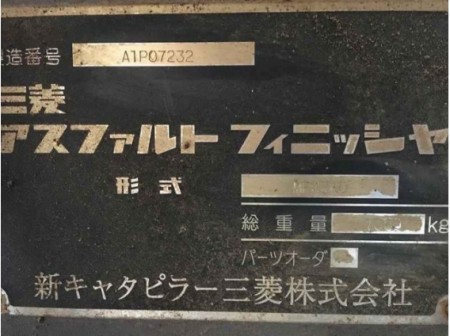 製造番号 A1P07232
三菱
アスファルトフィニッシャ
形式
総重量 kg
パーツオーダ
新キャタピラー三菱株式会社